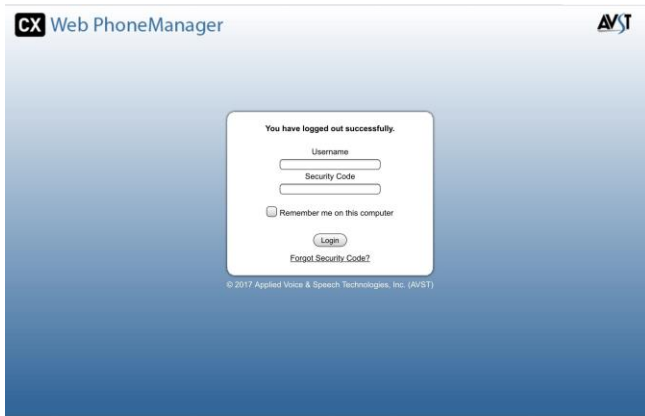 CX Web PhoneManager
AVST
You have logged out successfully.
Username
Security Code
Remember me on this computer
Login
Forgot Security Code?
© 2017 Applied Voice & Speech Technologies, Inc. (AVST)